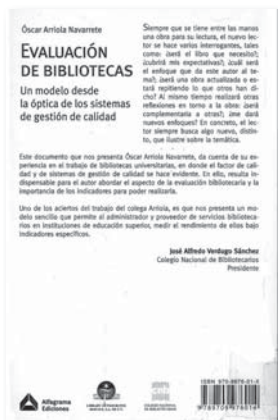 Óscar Arriola Navarrete
EVALUACIÓN
DE BIBLIOTECAS
Un modelo desde
la óptica de los sistemas
de gestión de calidad
Siempre que se tiene entre las manos
una obra para su lectura, el nuevo lec-
tor se hace varios interrogantes, tales
como: ¿será el libro que necesito?,
¿cubrirá mis expectativas?, ¿cuál será
el enfoque que da este autor al te-
ma?, ¿será una obra actualizada o es-
tará repitiendo lo que otros han di-
cho? Al mismo tiempo realizará otras
reflexiones en torno a la obra: ¿será
complementaria a otras?, ¿me dará
nuevos enfoques? En concreto, el lec-
tor siempre busca algo nuevo, distin-
to, que ilustre sobre la temática.
Este documento que nos presenta Óscar Arriola Navarrete, da cuenta de su ex-
periencia en el trabajo de bibliotecas universitarias, en donde el factor de cali-
dad y de sistemas de gestión de calidad se hace evidente. En ello, resulta in-
dispensable para el autor abordar el aspecto de la evaluación bibliotecaria y la
importancia de los indicadores para poder realizarla.
Uno de los aciertos del trabajo del colega Arriola, es que nos presenta un mo-
delo sencillo que permite al administrador y proveedor de servicios biblioteca-
rios en instituciones de educación superior, medir el rendimiento de ellos bajo
indicadores específicos.
José Alfredo Verdugo Sánchez
Colegio Nacional de Bibliotecarios
Presidente
Alfagrama
Ediciones
COLEGIO NACIONAL
DE BIBLIOTECARIOS